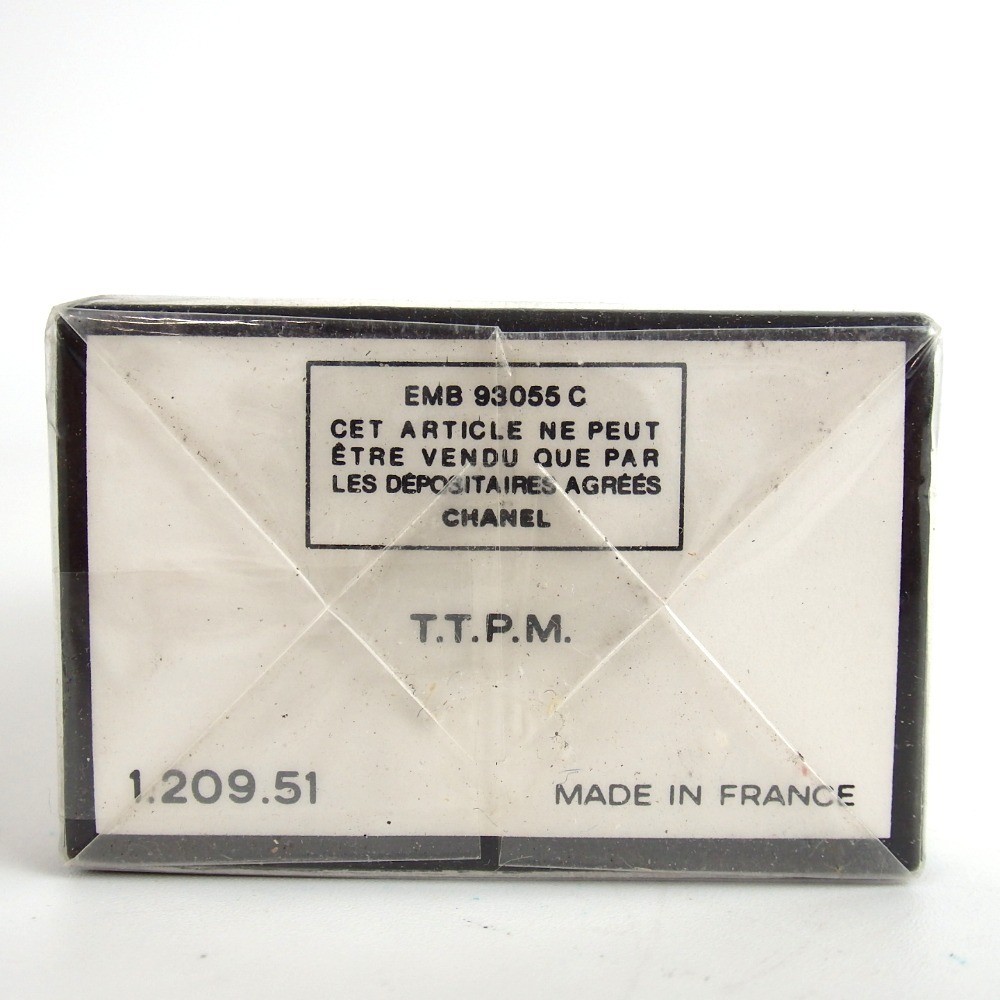 EMB 93055 C
CET ARTICLE NE PEUT
ÊTRE VENDU QUE PAR
LES DÉPOSITAIRES AGRÉÉS
CHANEL
T.T.P.M.
1.209.51
MADE IN FRANCE